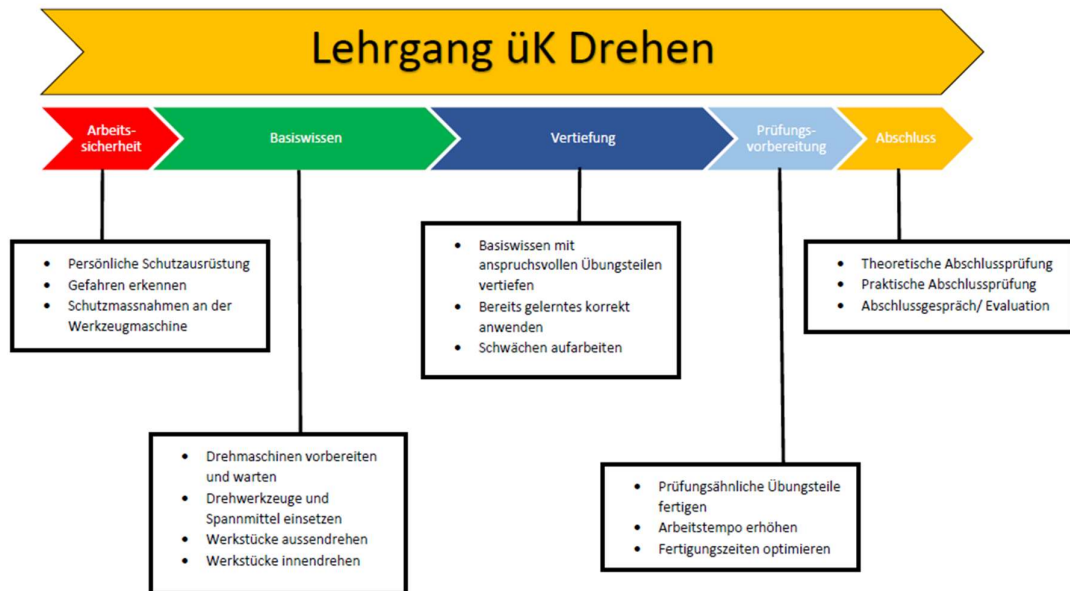 Lehrgang üK Drehen
Arbeits-
sicherheit
Basiswissen
Vertiefung
Prüfungs-
vorbereitung
Abschluss
• Persönliche Schutzausrüstung
• Gefahren erkennen
• Schutzmassnahmen an der
Werkzeugmaschine
• Drehmaschinen vorbereiten
und warten
• Drehwerkzeuge und
Spannmittel einsetzen
• Werkstücke aussendrehen
• Werkstücke innendrehen
• Basiswissen mit
anspruchsvollen Übungsteilen
vertiefen
• Bereits gelerntes korrekt
anwenden
• Schwächen aufarbeiten
• Prüfungsähnliche Übungsteile
fertigen
• Arbeitstempo erhöhen
• Fertigungszeiten optimieren
• Theoretische Abschlussprüfung
• Praktische Abschlussprüfung
• Abschlussgespräch/ Evaluation